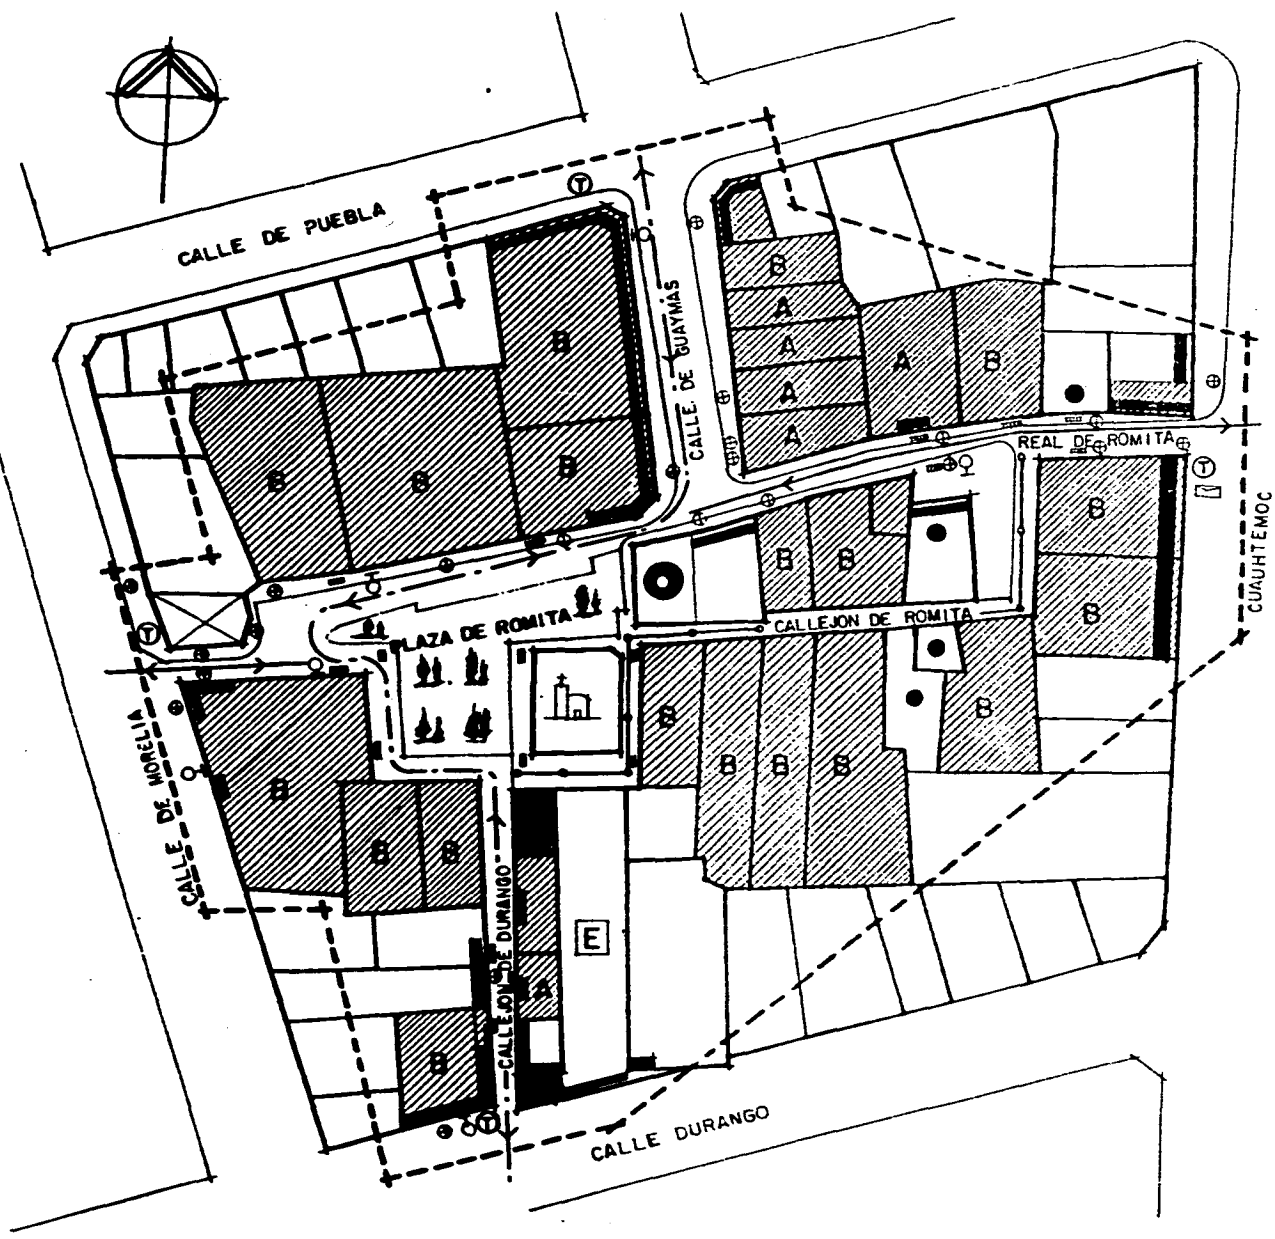 T
CALLE DE PUEBLA
B
CALLE. DE GUAYMAS
B
A
A
A
A
A
B
B
B
B
REAL DE ROMITA
T
CUAUHTEMOC
B
B
B
B
CALLEJON DE ROMITA
PLAZA DE ROMITA
T
CALLE DE MORELIA
B
B
B
B
B
B
B
B
B
CALLEJON DE DURANGO
E
A
B
T
CALLE DURANGO